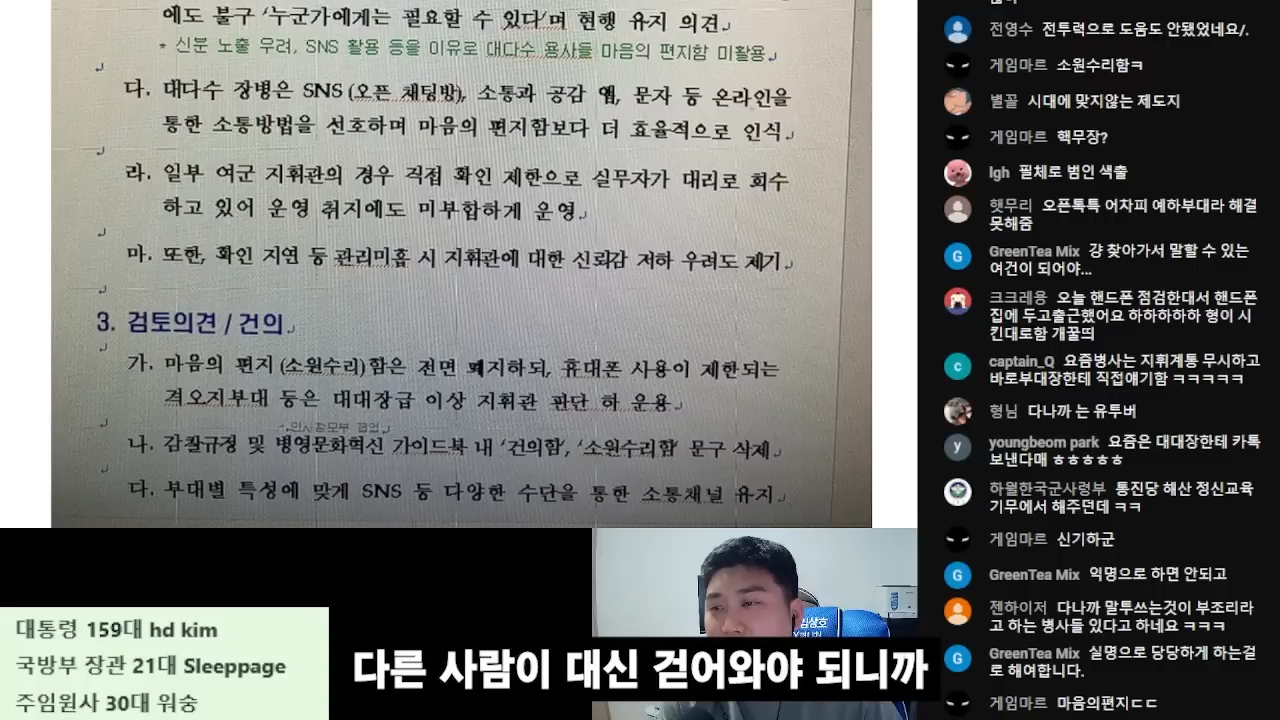 에도 불구 '누군가에게는 필요할 수 있다'며 현행 유지 의견
* 신분 노출 우려, SNS 활용 등을 이유로 대다수 용사들 마음의 편지함 미활용
다. 대다수 장병은 SNS(오픈 채팅방), 소통과 공감 앱, 문자 등 온라인을
통한 소통방법을 선호하며 마음의 편지함보다 더 효율적으로 인식
라. 일부 여군 지휘관의 경우 직접 확인 제한으로 실무자가 대리로 회수
하고 있어 운영 취지에도 미부합하게 운영
마. 또한, 확인 지연 등 관리미흡 시 지휘관에 대한 신뢰감 저하 우려도 제기
3. 검토의견 / 건의
가. 마음의 편지(소원수리)함은 전면 폐지하되, 휴대폰 사용이 제한되는
격오지부대 등은 대대장급 이상 지휘관 판단 하 운용
나. 감찰규정 및 병영문화혁신 가이드북 내 '건의함', '소원수리함' 문구 삭제
다. 부대별 특성에 맞게 SNS 등 다양한 수단을 통한 소통채널 유지
대통령 159대 hd kim
국방부 장관 21대 Sleeppage
주임원사 30대 워숭
다른 사람이 대신 걷어와야 되니까
전영수 전투력으로 도움도 안됐었네요/.
게임마르 소원수리함ㅋ
별꼴 시대에 맞지않는 제도지
게임마르 핵무장?
lgh 필체로 범인 색출
햇무리 오픈톡톡 어차피 예하부대라 해결
못해줌
GreenTea Mix 걍 찾아가서 말할 수 있는
여건이 되어야...
크크레용 오늘 핸드폰 점검한대서 핸드폰
집에 두고출근했어요 하하하하하 형이 시
킨대로함 개꿀띄
captain_Q 요즘병사는 지휘계통 무시하고
바로부대장한테 직접얘기함 ㅋㅋㅋㅋㅋ
형님 다나까 는 유투버
youngbeom park 요즘은 대대장한테 카톡
보낸다매 ㅎㅎㅎㅎㅎ
하월한국군사령부 통진당 해산 정신교육
기무에서 해주던데 ㅋㅋ
게임마르 신기하군
GreenTea Mix 익명으로 하면 안되고
젠하이저 다나까 말투쓰는것이 부조리라
고 하는 병사들 있다고 하네요 ㅋㅋㅋ
GreenTea Mix 실명으로 당당하게 하는걸
로 해여합니다.
게임마르 마음의편지ㄷㄷ